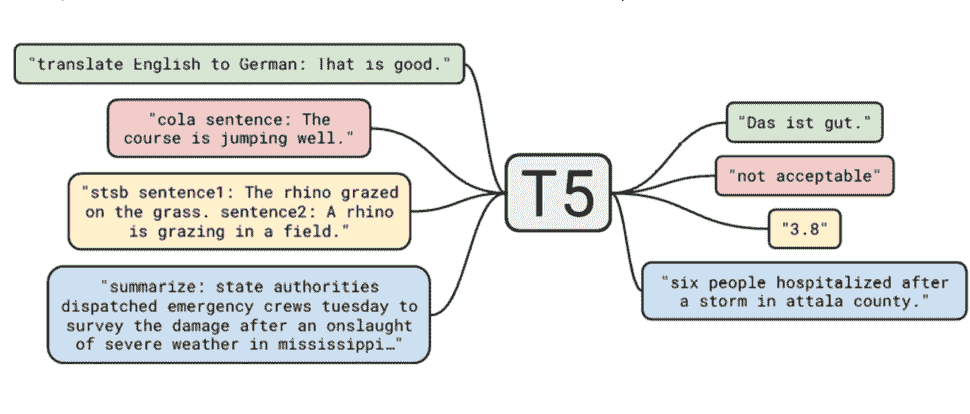 "translate English to German: That is good."
"cola sentence: The
course is jumping well."
"stsb sentence1: The rhino grazed
on the grass. sentence2: A rhino
is grazing in a field."
"summarize: state authorities
dispatched emergency crews tuesday to
survey the damage after an onslaught
of severe weather in mississippi…"
T5
"Das ist gut."
"not acceptable"
"3.8"
"six people hospitalized after
a storm in attala county."